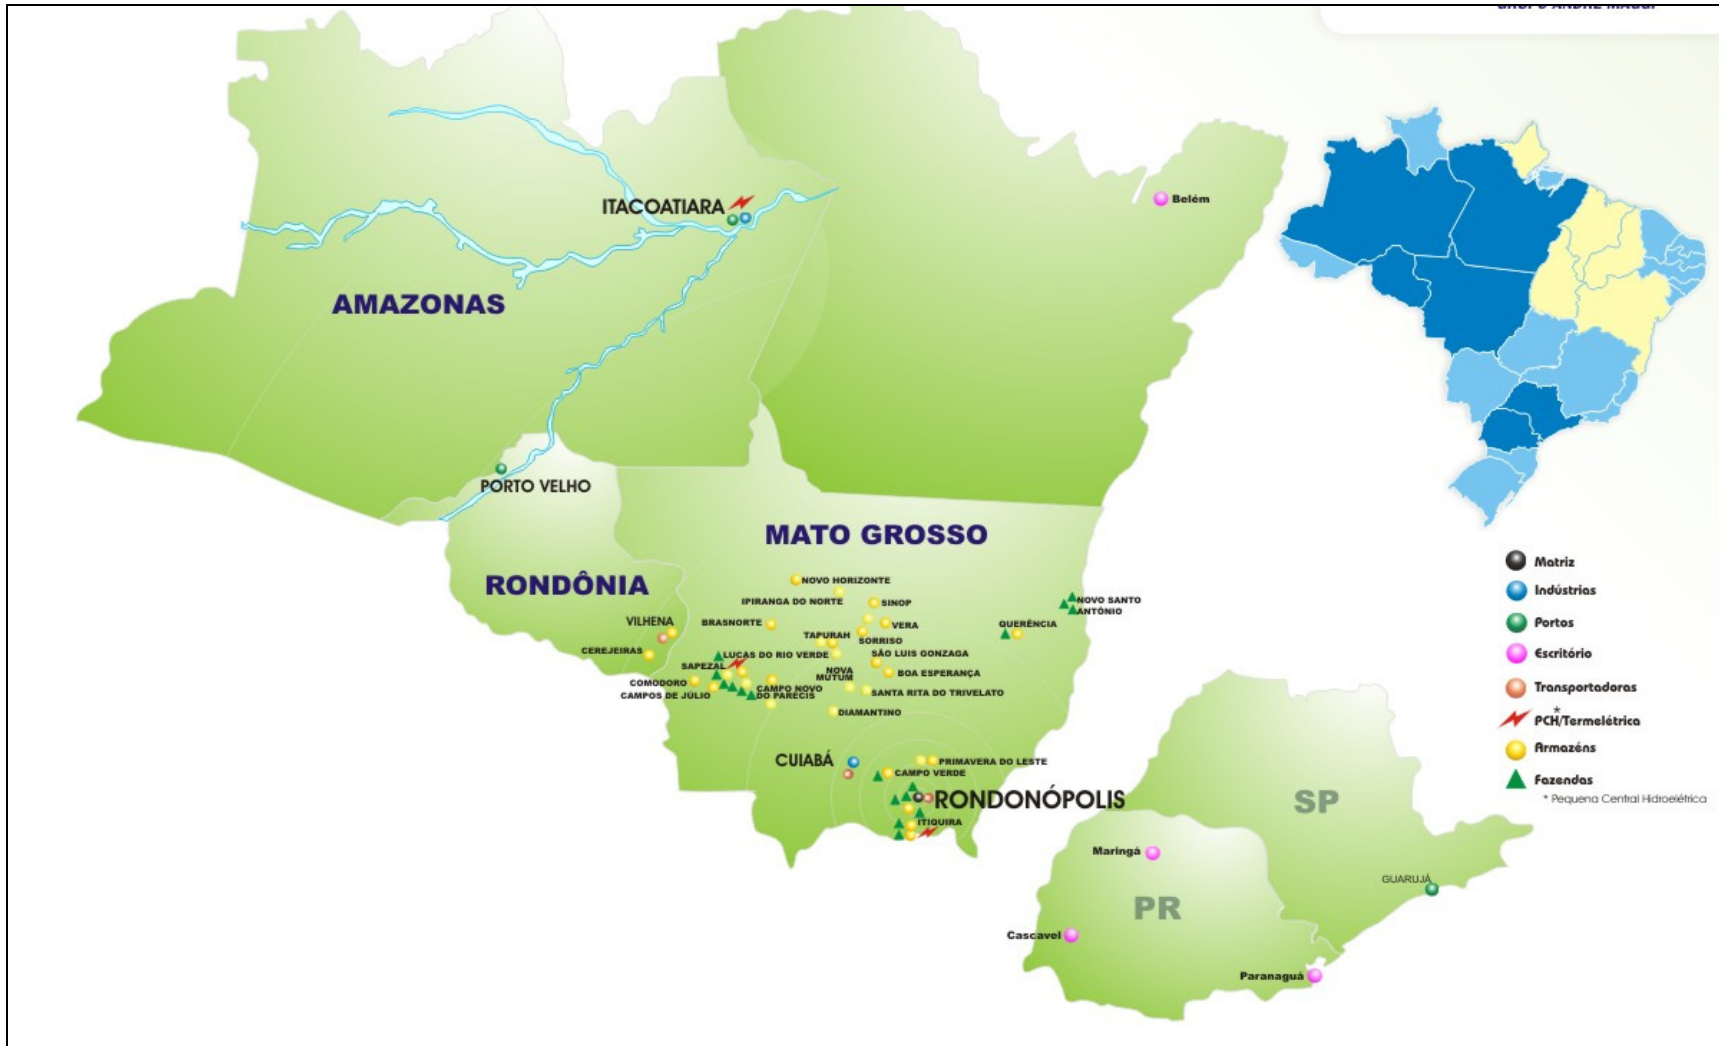 GRUPO ANDRÉ MAGGI
Belém
ITACOATIARA
AMAZONAS
PORTO VELHO
MATO GROSSO
RONDÔNIA
NOVO HORIZONTE
IPIRANGA DO NORTE
SINOP
NOVO SANTO
ANTÔNIO
BRASNORTE
VERA
QUERÊNCIA
VILHENA
TAPURAH
SORRISO
CEREJEIRAS
LUCAS DO RIO VERDE
SÃO LUIS GONZAGA
SAPEZAL
NOVA
MUTUM
BOA ESPERANÇA
COMODORO
CAMPOS DE JÚLIO
CAMPO NOVO
DO PARECIS
SANTA RITA DO TRIVELATO
DIAMANTINO
CUIABÁ
PRIMAVERA DO LESTE
CAMPO VERDE
RONDONÓPOLIS
ITIQUIRA
Matriz
Indústrias
Portos
Escritório
Transportadoras
PCH/Termelétrica
*
Armazéns
Fazendas
* Pequena Central Hidroelétrica
SP
Maringá
GUARUJÁ
PR
Cascavel
Paranaguá